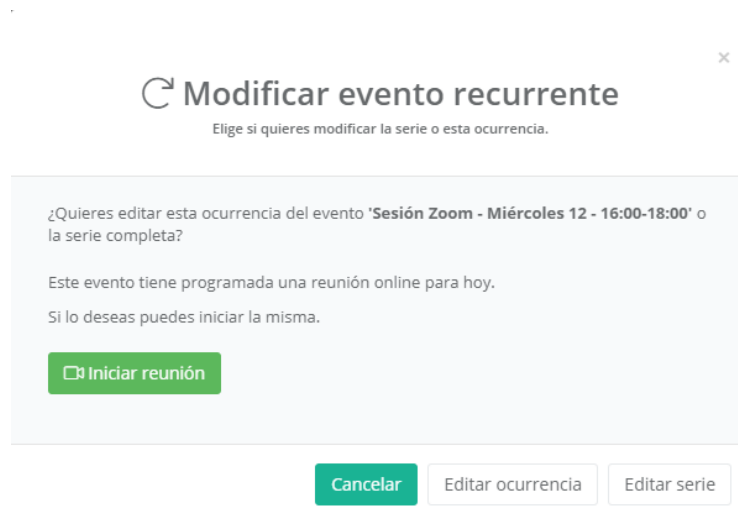 ×
Modificar evento recurrente
Elige si quieres modificar la serie o esta ocurrencia.
¿Quieres editar esta ocurrencia del evento 'Sesión Zoom - Miércoles 12 - 16:00-18:00' o
la serie completa?
Este evento tiene programada una reunión online para hoy.
Si lo deseas puedes iniciar la misma.
Iniciar reunión
Cancelar
Editar ocurrencia
Editar serie